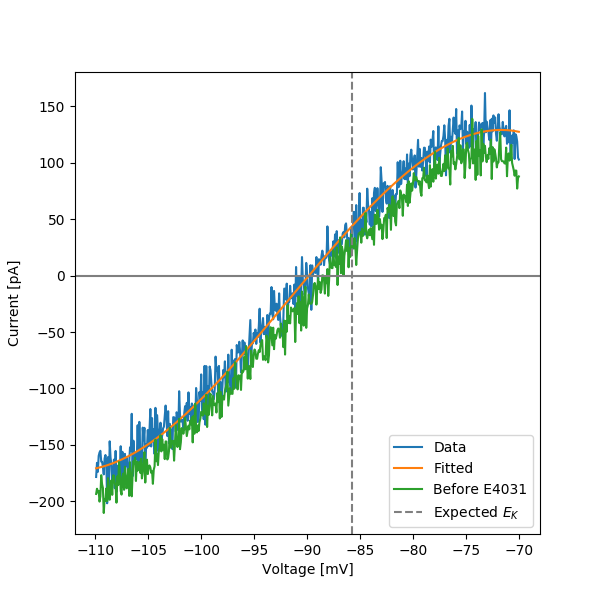 150
100
50
0
−50
−100
−150
−200
Current [pA]
Data
Fitted
Before E4031
Expected E_K
−110
−105
−100
−95
−90
−85
−80
−75
−70
Voltage [mV]